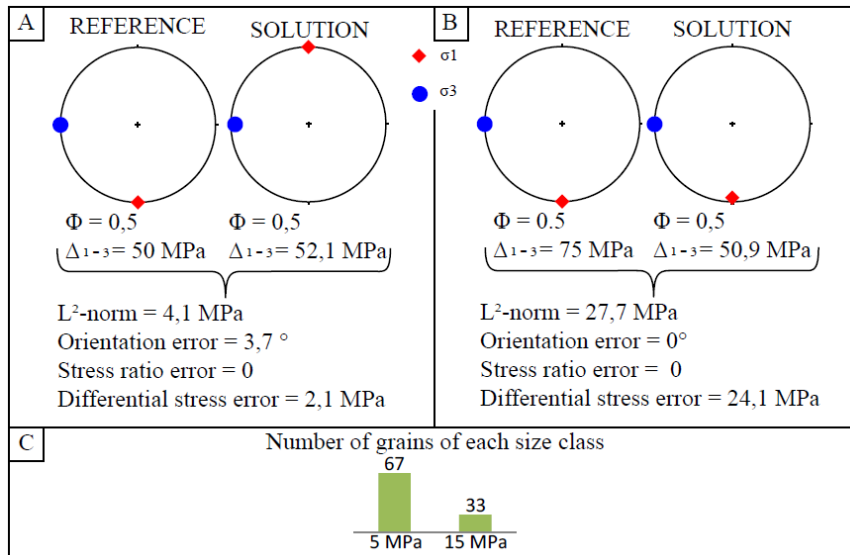 A
REFERENCE
SOLUTION
σ1
σ3
Φ = 0,5
Φ = 0,5
Δ₁₋₃ = 50 MPa
Δ₁₋₃ = 52,1 MPa
L²-norm = 4,1 MPa
Orientation error = 3,7 °
Stress ratio error = 0
Differential stress error = 2,1 MPa
B
REFERENCE
SOLUTION
Φ = 0.5
Φ = 0,5
Δ₁₋₃ = 75 MPa
Δ₁₋₃ = 50,9 MPa
L²-norm = 27,7 MPa
Orientation error = 0°
Stress ratio error = 0
Differential stress error = 24,1 MPa
C
Number of grains of each size class
67
33
5 MPa
15 MPa